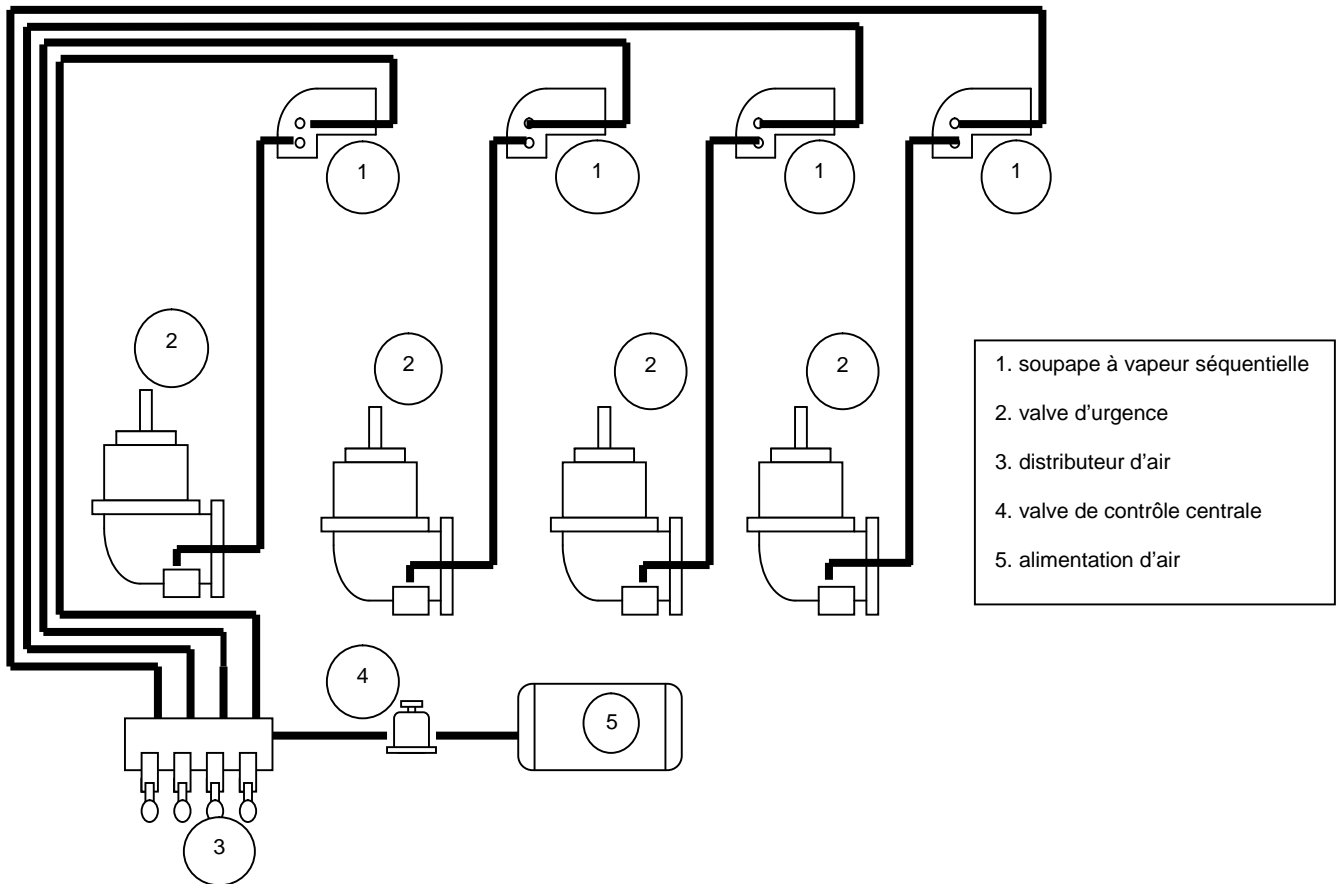 1
1
1
1
2
2
2
2
1. soupape à vapeur séquentielle
2. valve d'urgence
3. distributeur d'air
4. valve de contrôle centrale
5. alimentation d'air
4
5
3